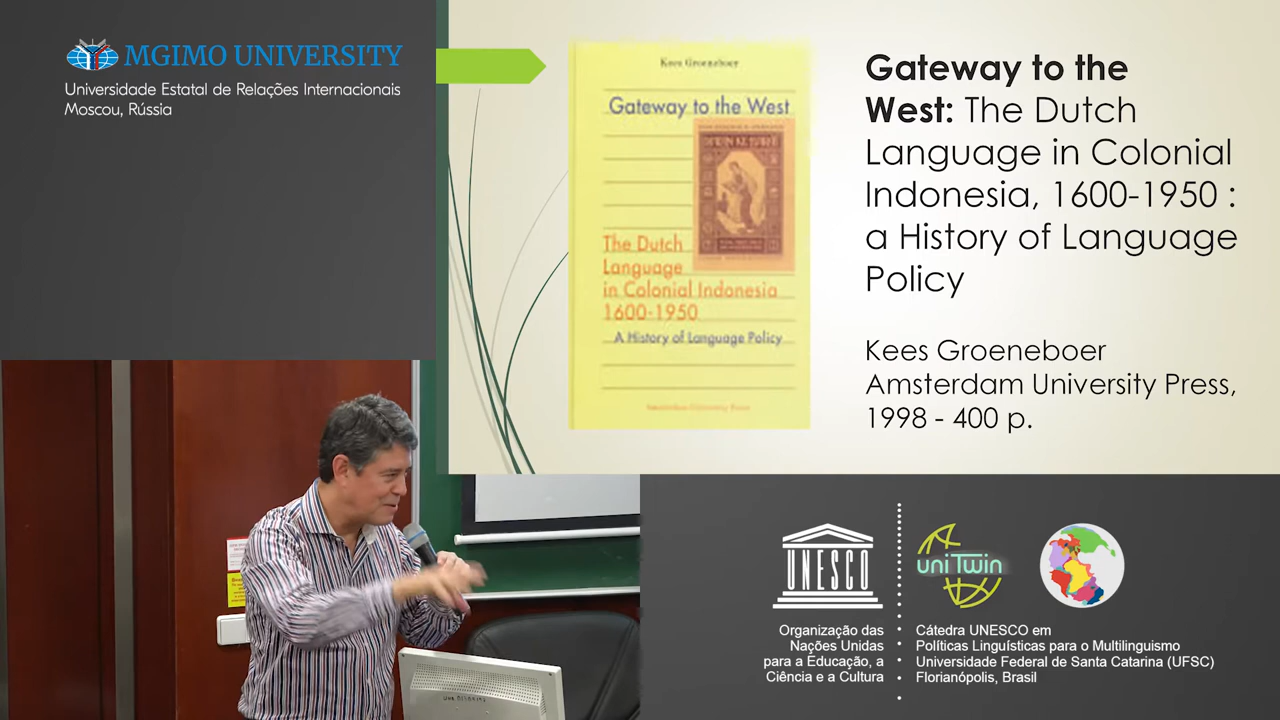 MGIMO UNIVERSITY
Universidade Estatal de Relações Internacionais
Moscou, Rússia
Kees Groeneboer
Gateway to the West
The Dutch
Language
in Colonial Indonesia
1600-1950
A History of Language Policy
Amsterdam University Press
Gateway to the
West: The Dutch
Language in Colonial
Indonesia, 1600-1950 :
a History of Language
Policy
Kees Groeneboer
Amsterdam University Press,
1998 - 400 p.
UNESCO
Organização das
Nações Unidas
para a Educação, a
Ciência e a Cultura
uniTwin
Cátedra UNESCO em
Políticas Linguísticas para o Multilinguismo
Universidade Federal de Santa Catarina (UFSC)
Florianópolis, Brasil